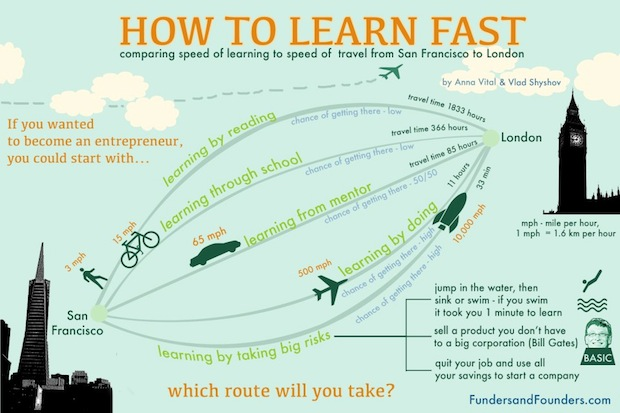 HOW TO LEARN FAST
comparing speed of learning to speed of travel from San Francisco to London
by Anna Vital & Vlad Shyshov
If you wanted
to become an entrepreneur,
you could start with...
learning by reading
chance of getting there - low
travel time 1833 hours
3 mph
learning through school
chance of getting there - low
travel time 366 hours
15 mph
learning from mentor
chance of getting there - 50/50
travel time 85 hours
65 mph
learning by doing
chance of getting there - high
11 hours
500 mph
learning by taking big risks
chance of getting there - high
33 min
10,000 mph
London
San
Francisco
mph - mile per hour,
1 mph = 1.6 km per hour
jump in the water, then
sink or swim - if you swim
it took you 1 minute to learn
sell a product you don't have
to a big corporation (Bill Gates)
BASIC
quit your job and use all
your savings to start a company
which route will you take?
FundersandFounders.com